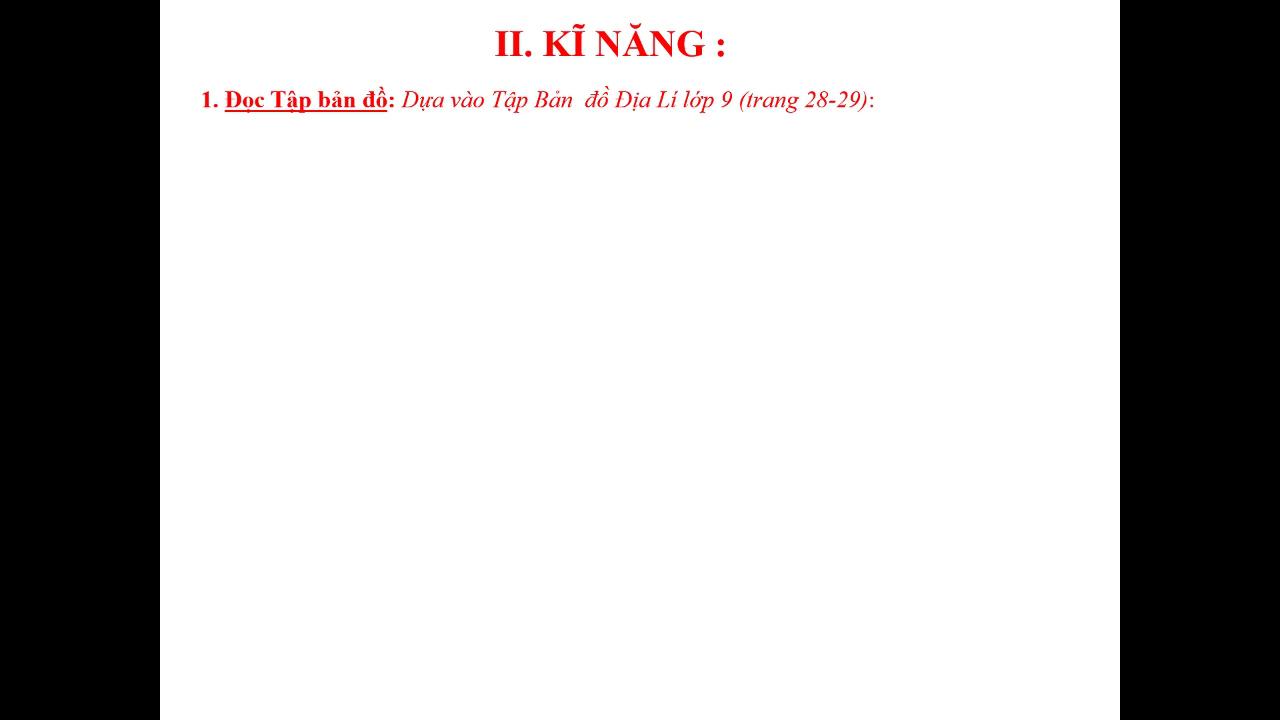 II. KĨ NĂNG :
1. Đọc Tập bản đồ: Dựa vào Tập Bản  đồ Địa Lí lớp 9 (trang 28-29):